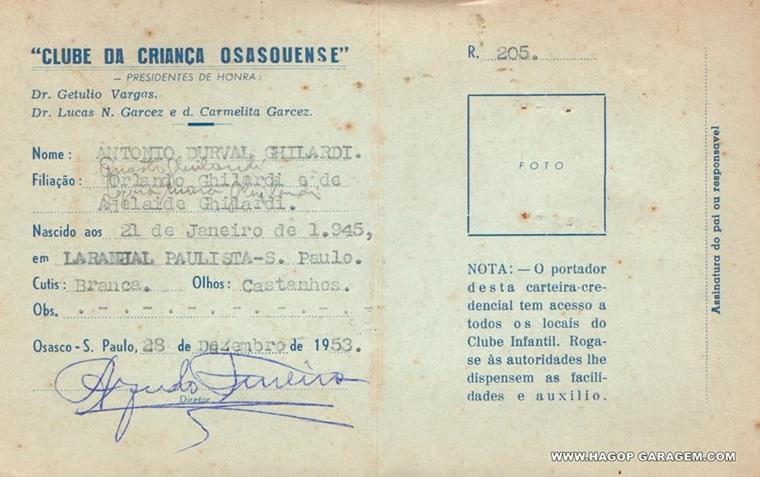 "CLUBE DA CRIANÇA OSASQUENSE"
— PRESIDENTES DE HONRA:
Dr. Getulio Vargas.
Dr. Lucas N. Garcez e d. Carmelita Garcez.
Nome: ANTONIO DURVAL GHILARDI.
Filiação: Orlando Ghilardi e de
Adelaide Ghilardi.
Nascido aos 21 de Janeiro de 1.945,
em LARANHAL PAULISTA-S. Paulo.
Cutis: Branca. Olhos: Castanhos.
Obs. . - . - . - . - . - .
Osasco - S. Paulo, 28 de Dezembro de 1953.
Diretor
R. 205.
FOTO
NOTA: — O portador
desta carteira-cre-
dencial tem acesso a
todos os locais do
Clube Infantil. Roga-
se às autoridades lhe
dispensem as facili-
dades e auxilio.
Assinatura do pai ou responsavel
WWW.HAGOP GARAGEM.COM